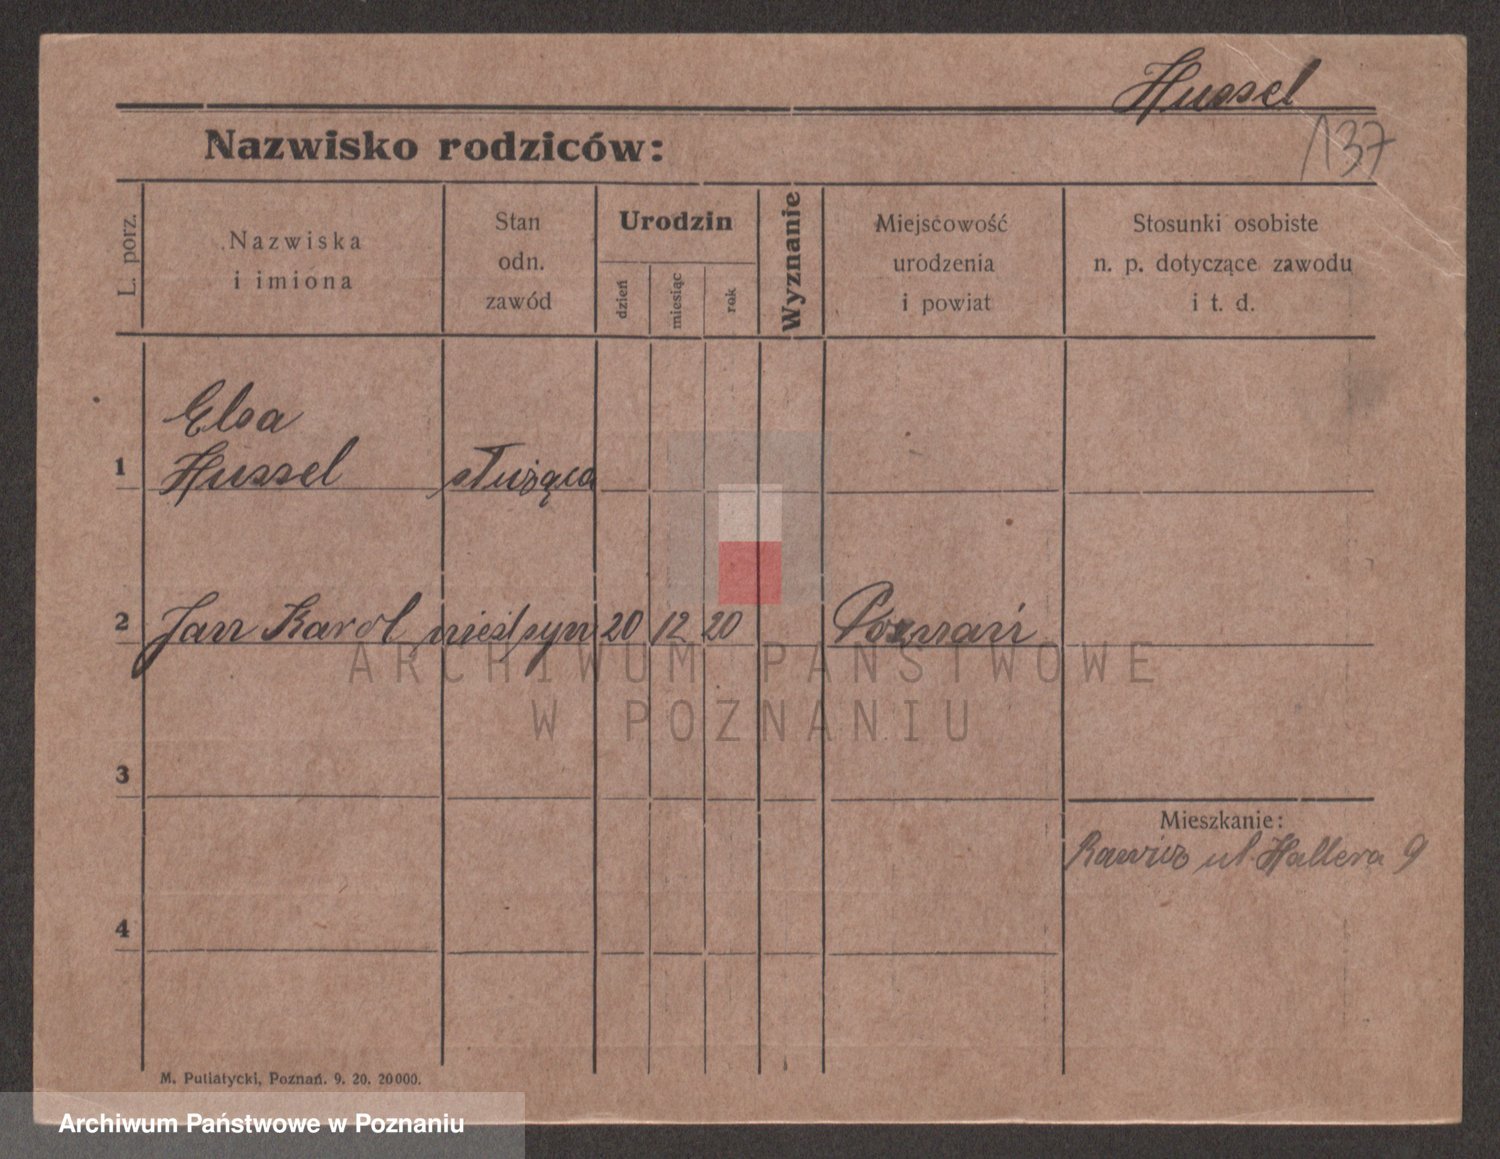 Hussel
137
Nazwisko rodziców:
L. porz.
Nazwiska
i imiona
Stan
odn.
zawód
Urodzin
dzień
miesiąc
rok
Wyznanie
Miejscowość
urodzenia
i powiat
Stosunki osobiste
n. p. dotyczące zawodu
i t. d.
Elsa
1 Hussel służąca
2 Jan Karol nieśl syn 20 12 20 Poznań
ARCHIWUM PAŃSTWOWE
W POZNANIU
3
Mieszkanie:
Rawicz ul. Hallera 9
4
M. Putiatycki, Poznań. 9. 20. 20000.
Archiwum Państwowe w Poznaniu